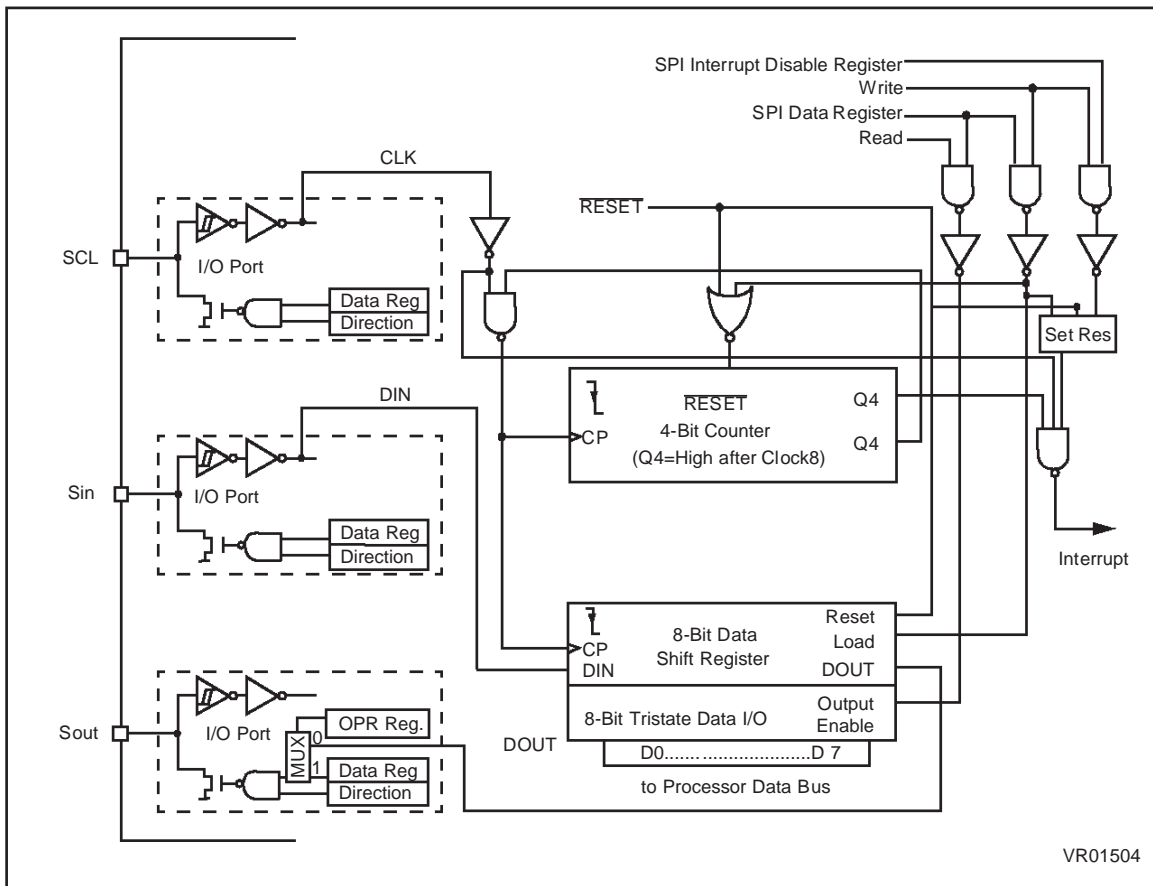 SPI Interrupt Disable Register
Write
SPI Data Register
Read
CLK
RESET
SCL
I/O Port
Data Reg
Direction
Set Res
DIN
RESET
Q4
CP
4-Bit Counter
Q4
(Q4=High after Clock8)
Sin
I/O Port
Data Reg
Direction
Interrupt
Reset
8-Bit Data
Load
CP
Shift Register
DIN
DOUT
Sout
I/O Port
OPR Reg.
MUX
0
1
Data Reg
Direction
Output
8-Bit Tristate Data I/O
Enable
DOUT
D0....... .......................D 7
to Processor Data Bus
VR01504